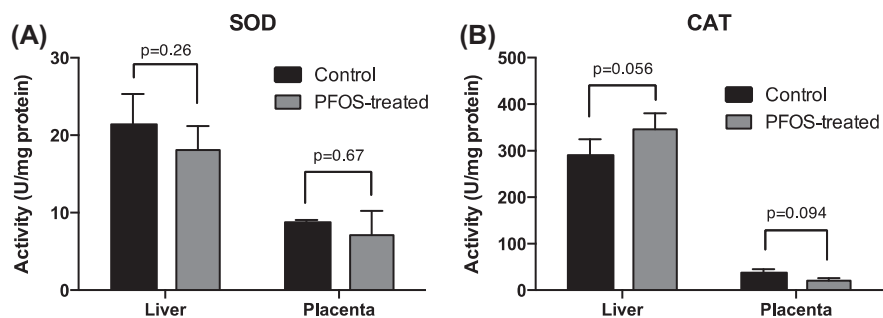 (A)
SOD
Activity (U/mg protein)
30
20
10
0
p=0.26
p=0.67
Control
PFOS-treated
Liver
Placenta
(B)
CAT
Activity (U/mg protein)
500
400
300
200
100
0
p=0.056
p=0.094
Control
PFOS-treated
Liver
Placenta